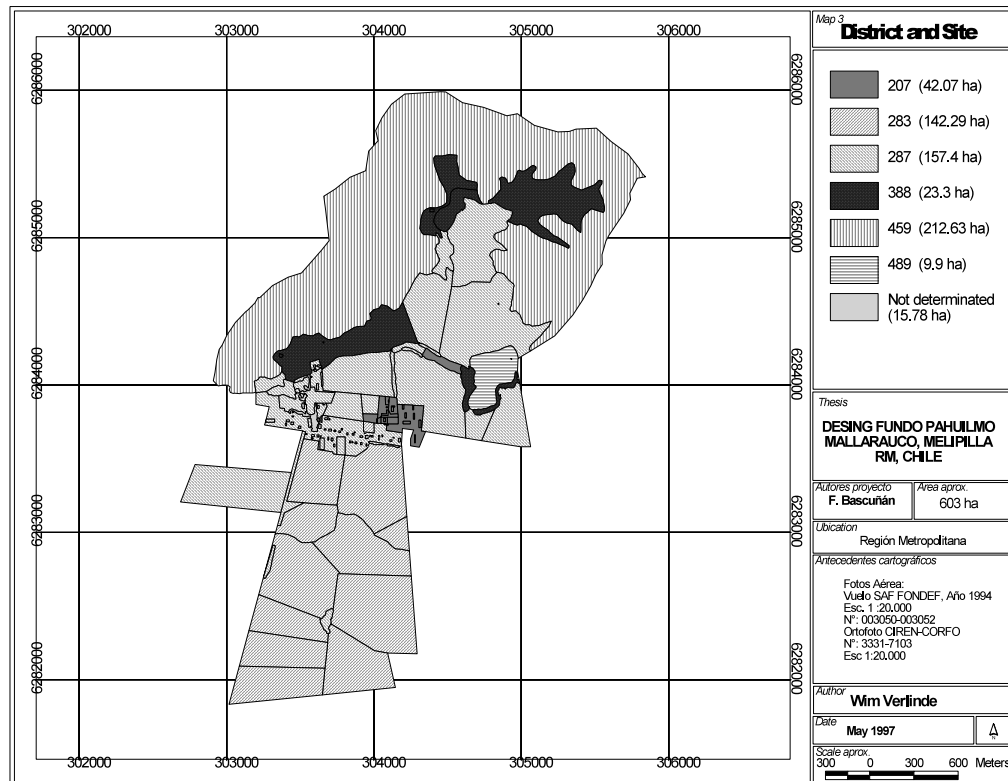 302000 303000 304000 305000 306000
6286000 6286000
6285000 6285000
6284000 6284000
6283000 6283000
6282000 6282000
302000 303000 304000 305000 306000
Map 3
District and Site
207 (42.07 ha)
283 (142.29 ha)
287 (157.4 ha)
388 (23.3 ha)
459 (212.63 ha)
489 (9.9 ha)
Not determinated
(15.78 ha)
Thesis
DESING FUNDO PAHUILMO
MALLARAUCO, MELIPILLA
RM, CHILE
Autores proyecto
F. Bascuñán
Area aprox.
603 ha
Ubication
Región Metropolitana
Antecedentes cartográficos
Fotos Aérea:
Vuelo SAF FONDEF, Año 1994
Esc. 1 :20.000
N°: 003050-003052
Ortofoto CIREN-CORFO
N°: 3331-7103
Esc 1:20.000
Author
Wim Verlinde
Date
May 1997
N
Scale aprox.
300 0 300 600 Meters